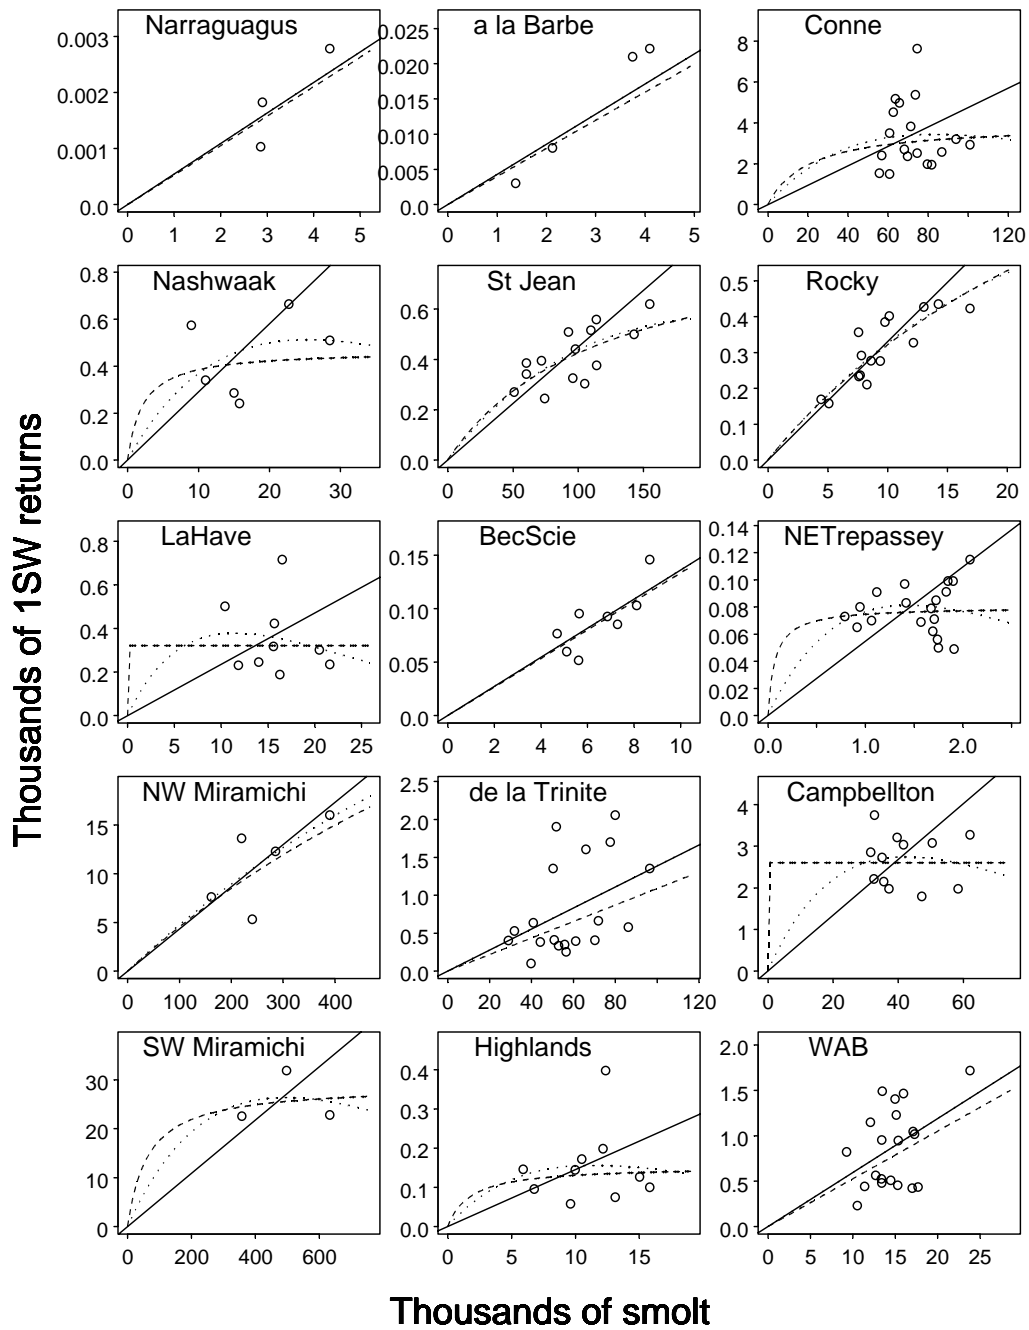 Thousands of 1SW returns
Narraguagus
0.003
0.002
0.001
0.0
0 1 2 3 4 5
a la Barbe
0.025
0.020
0.015
0.010
0.005
0.0
0 1 2 3 4 5
Conne
8
6
4
2
0
0 20 40 60 80 100 120
Nashwaak
0.8
0.6
0.4
0.2
0.0
0 10 20 30
St Jean
0.6
0.4
0.2
0.0
0 50 100 150
Rocky
0.5
0.4
0.3
0.2
0.1
0.0
0 5 10 15 20
LaHave
0.8
0.6
0.4
0.2
0.0
0 5 10 15 20 25
BecScie
0.15
0.10
0.05
0.0
0 2 4 6 8 10
NETrepassey
0.14
0.12
0.10
0.08
0.06
0.04
0.02
0.0
0.0 1.0 2.0
NW Miramichi
15
10
5
0
0 100 200 300 400
de la Trinite
2.5
2.0
1.5
1.0
0.5
0.0
0 20 40 60 80 100 120
Campbellton
4
3
2
1
0
0 20 40 60
SW Miramichi
30
20
10
0
0 200 400 600
Highlands
0.4
0.3
0.2
0.1
0.0
0 5 10 15
WAB
2.0
1.5
1.0
0.5
0.0
0 5 10 15 20 25
Thousands of smolt